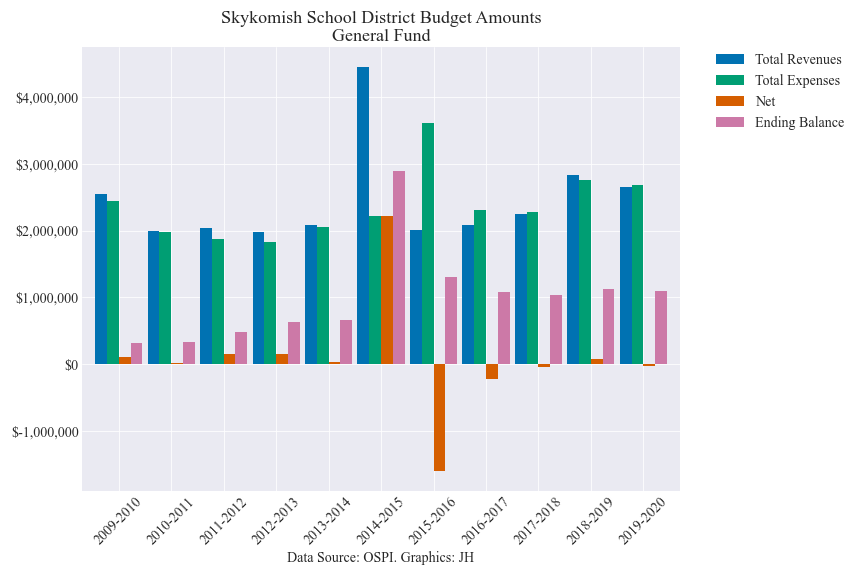 Skykomish School District Budget Amounts
General Fund
Total Revenues
Total Expenses
Net
Ending Balance
$4,000,000
$3,000,000
$2,000,000
$1,000,000
$0
$-1,000,000
2009-2010
2010-2011
2011-2012
2012-2013
2013-2014
2014-2015
2015-2016
2016-2017
2017-2018
2018-2019
2019-2020
Data Source: OSPI. Graphics: JH